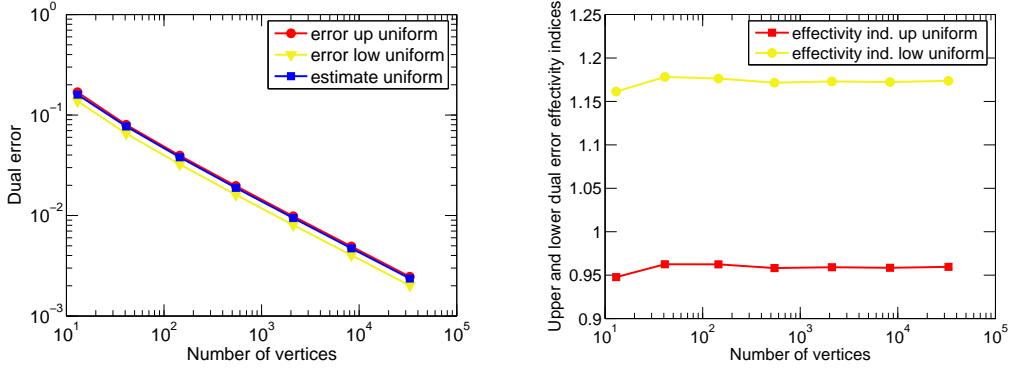 10^0
10^-1
10^-2
10^-3
10^1
10^2
10^3
10^4
10^5
Dual error
Number of vertices
error up uniform
error low uniform
estimate uniform
1.25
1.2
1.15
1.1
1.05
1
0.95
0.9
10^1
10^2
10^3
10^4
10^5
Upper and lower dual error effectivity indices
Number of vertices
effectivity ind. up uniform
effectivity ind. low uniform